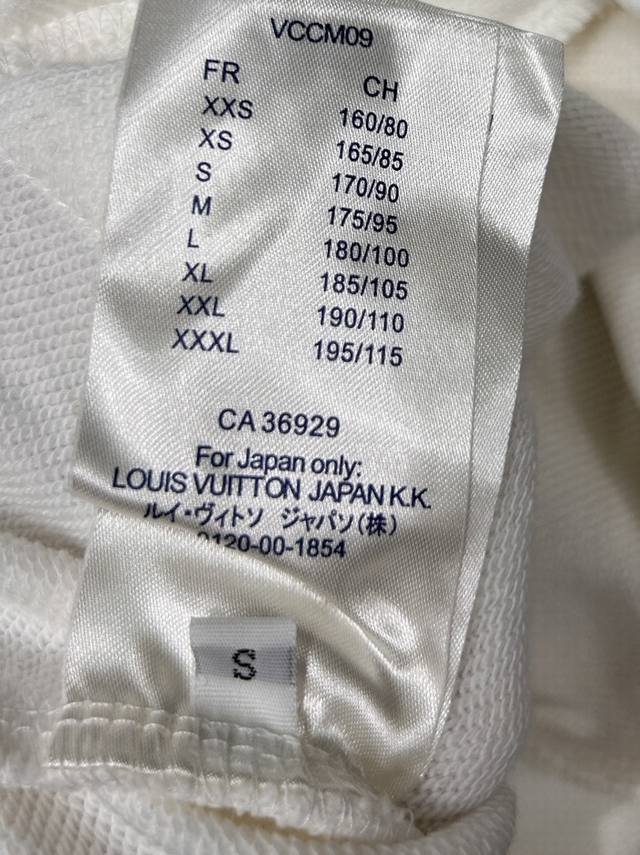 VCCM09
FR CH
XXS 160/80
XS 165/85
S 170/90
M 175/95
L 180/100
XL 185/105
XXL 190/110
XXXL 195/115
CA 36929
For Japan only:
LOUIS VUITTON JAPAN K.K.
ルイ・ヴィトン ジャパン(株)
0120-00-1854
S